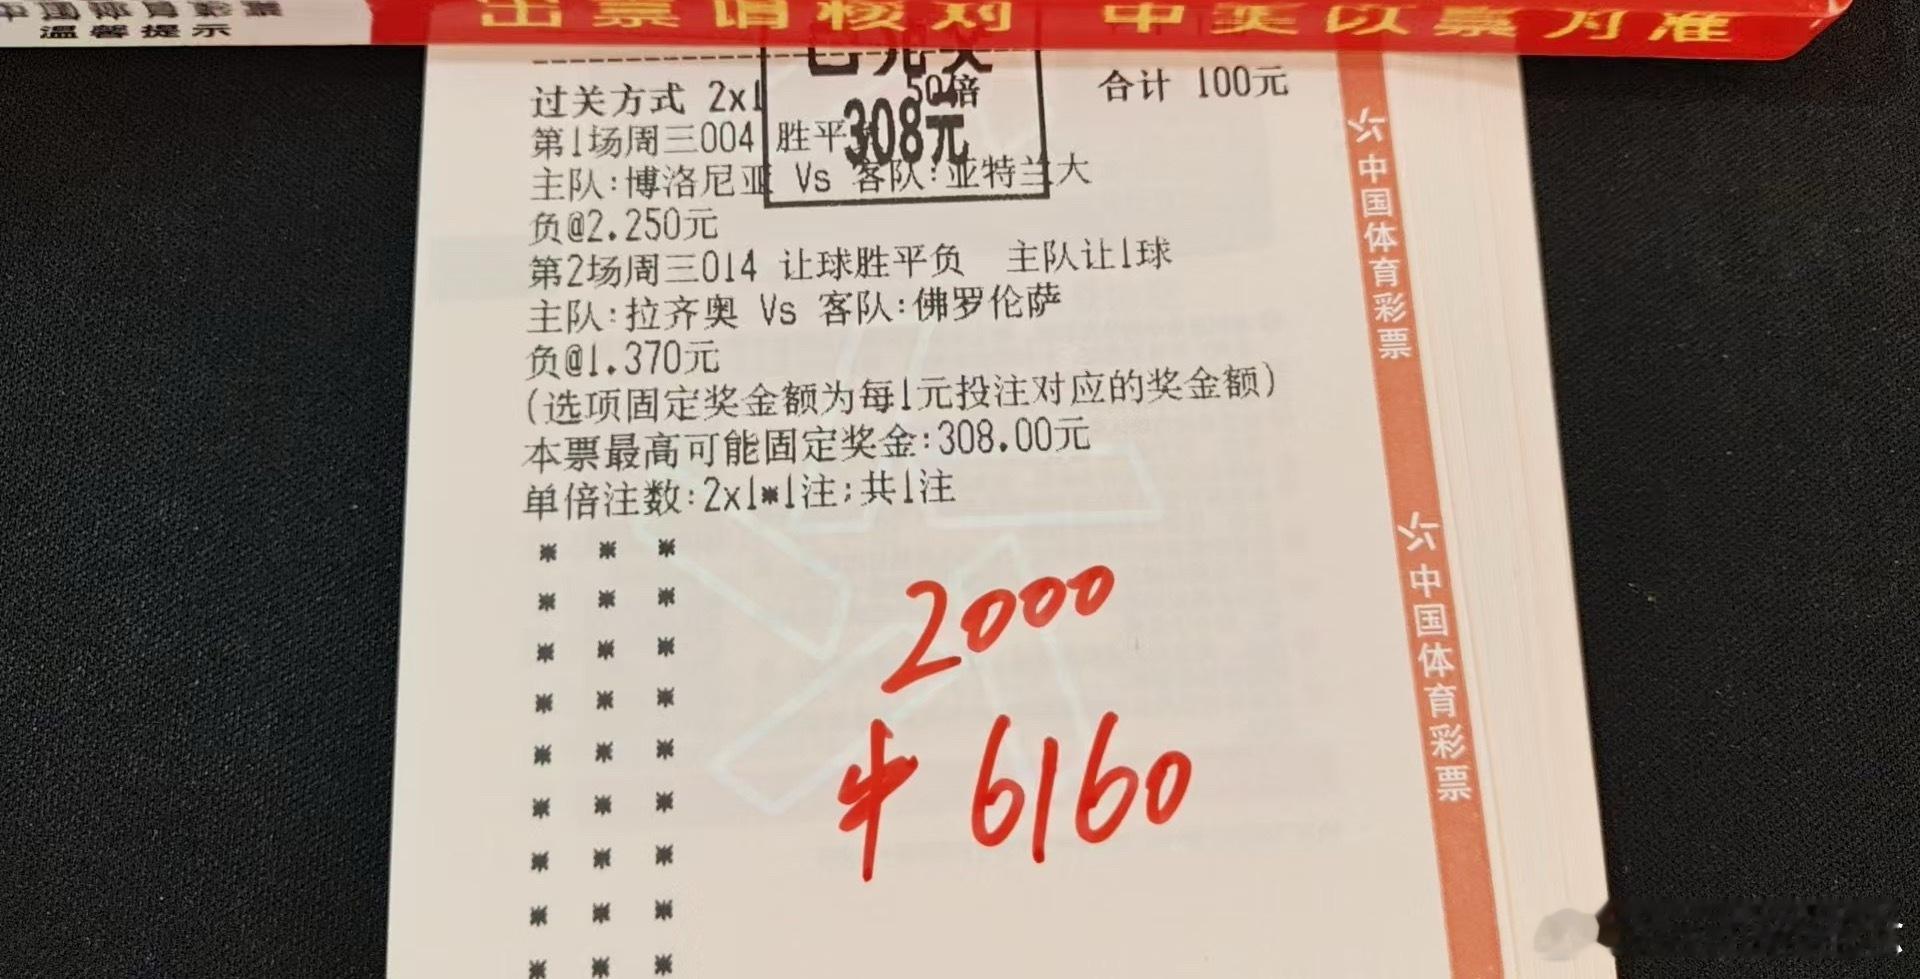 中国体育彩票
温馨提示
出票请核对 中奖以票为准
已兑奖
308元
过关方式 2x1 50倍 合计 100元
第1场周三004 胜平
主队:博洛尼亚 Vs 客队:亚特兰大
负@2.250元
第2场周三014 让球胜平负 主队让1球
主队:拉齐奥 Vs 客队:佛罗伦萨
负@1.370元
(选项固定奖金额为每1元投注对应的奖金额)
本票最高可能固定奖金:308.00元
单倍注数:2x1*1注;共1注
2000
中 6160
中国体育彩票
中国体育彩票